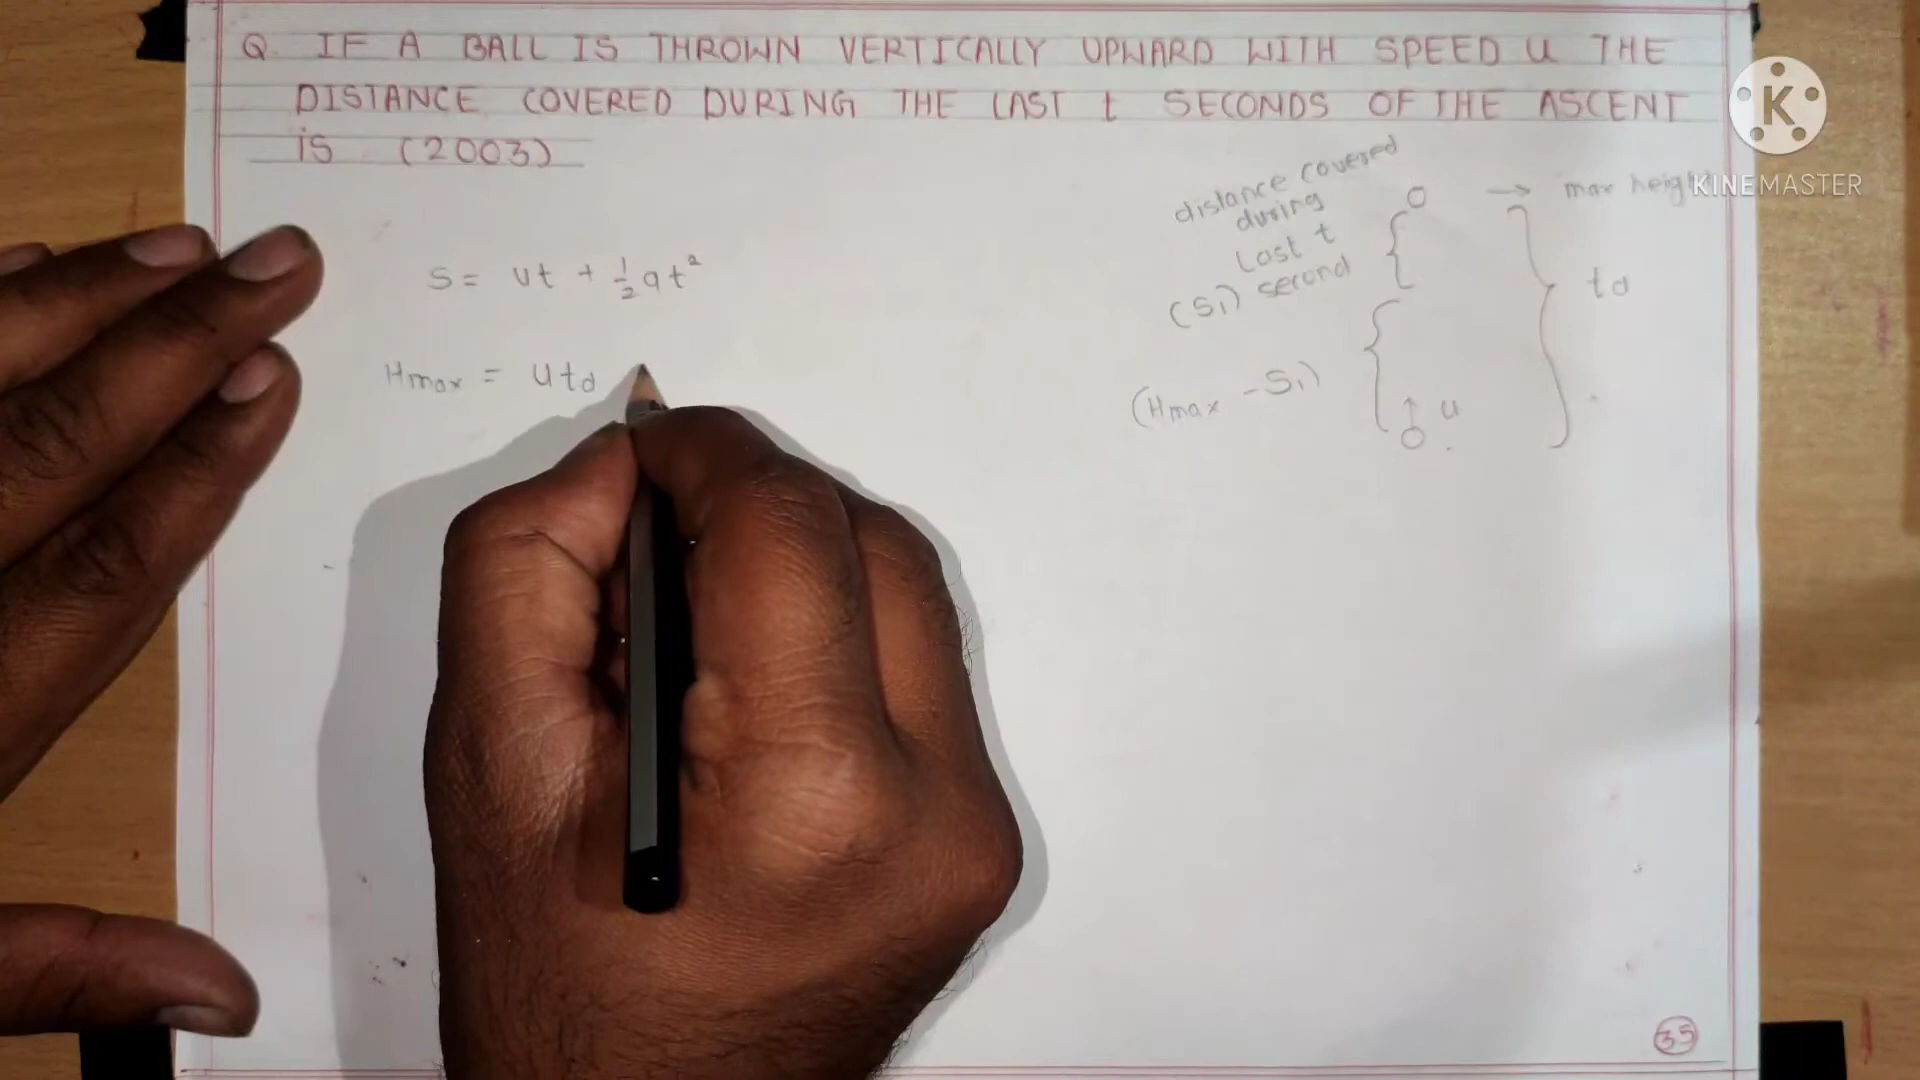 Q. IF A BALL IS THROWN VERTICALLY UPWARD WITH SPEED U THE
DISTANCE COVERED DURING THE LAST t SECONDS OF THE ASCENT
is (2003)
K
KINEMASTER
distance covered
during
Last t
(S₁) second
O → max heigh
S = ut + ½at²
td
Hmax = utd
(Hmax - S₁)
↑ u
O
35